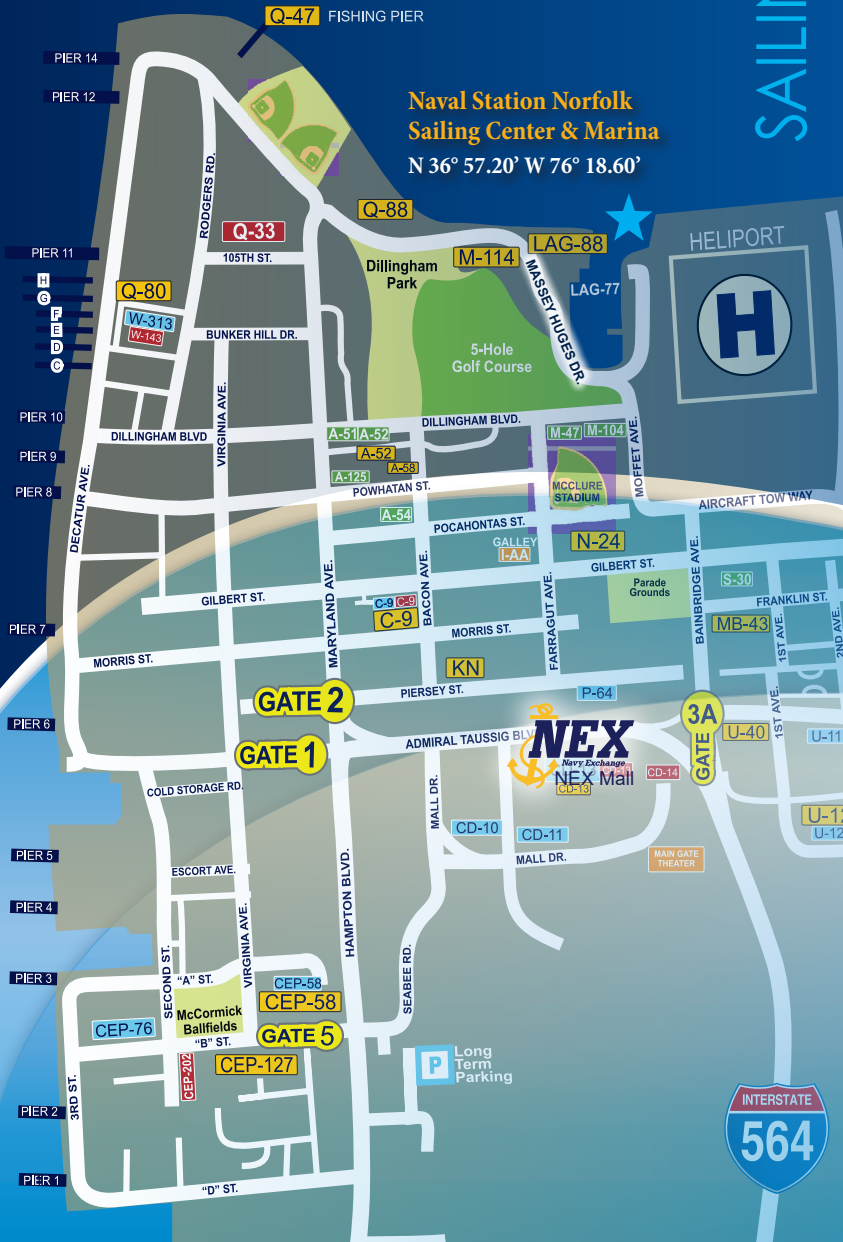 Q-47 FISHING PIER
SAILIN
PIER 14
PIER 12
Naval Station Norfolk
Sailing Center & Marina
N 36° 57.20’ W 76° 18.60’
RODGERS RD.
Q-88
Q-33
105TH ST.
LAG-88
M-114
HELIPORT
H
PIER 11
H
G
F
E
D
C
Q-80
W-313
W-143
Dillingham
Park
MASSEY HUGES DR.
LAG-77
BUNKER HILL DR.
5-Hole
Golf Course
VIRGINIA AVE.
PIER 10
DILLINGHAM BLVD
DILLINGHAM BLVD.
A-51
A-52
M-47
M-104
PIER 9
A-52
A-58
A-125
MOFFET AVE.
PIER 8
DECATUR AVE.
POWHATAN ST.
MCCLURE
STADIUM
AIRCRAFT TOW WAY
A-54
POCAHONTAS ST.
GALLEY
I-AA
N-24
GILBERT ST.
GILBERT ST.
MARYLAND AVE.
BACON AVE.
FARRAGUT AVE.
BAINBRIDGE AVE.
Parade
Grounds
S-30
FRANKLIN ST.
C-9
C-9
C-9
PIER 7
MORRIS ST.
MORRIS ST.
MB-43
1ST AVE.
2ND AVE.
KN
PIERSEY ST.
P-64
GATE 2
PIER 6
GATE 1
ADMIRAL TAUSSIG BLV
NEX
Navy Exchange
NEX Mall
CD-13
CD-14
3A
GATE
U-40
1ST AVE.
U-11
COLD STORAGE RD.
MALL DR.
CD-10
CD-11
MALL DR.
MAIN GATE
THEATER
U-12
U-12
PIER 5
ESCORT AVE.
PIER 4
VIRGINIA AVE.
HAMPTON BLVD.
SEABEE RD.
SECOND ST.
PIER 3
“A” ST.
CEP-58
CEP-58
McCormick
Ballfields
CEP-76
“B” ST.
GATE 5
CEP-202
CEP-127
P
Long
Term
Parking
3RD ST.
PIER 2
PIER 1
“D” ST.
INTERSTATE
564